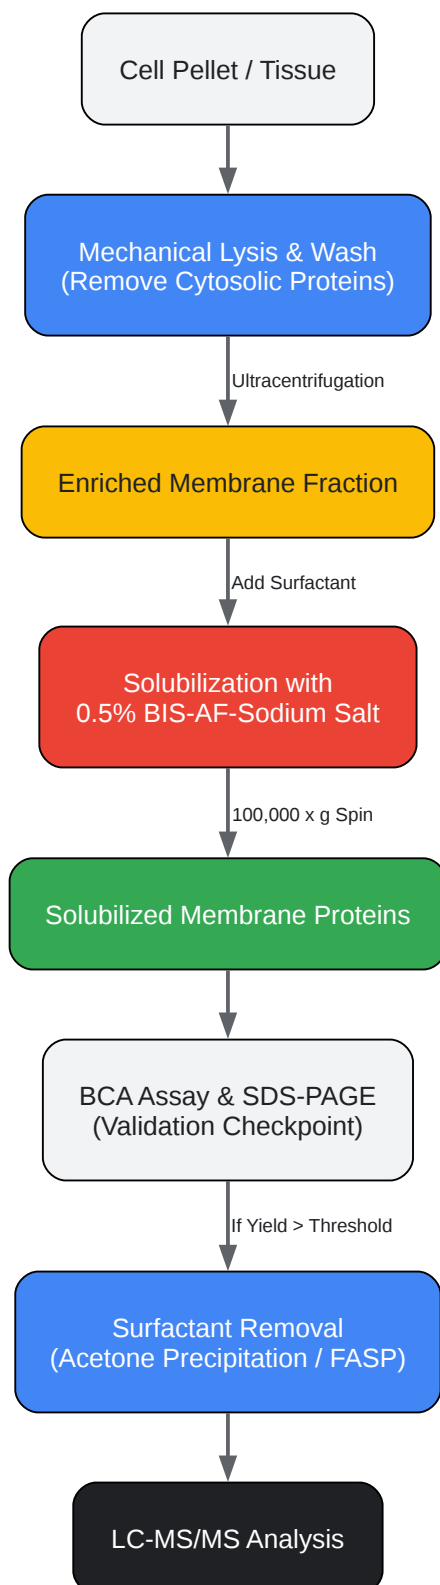 Cell Pellet / Tissue
Mechanical Lysis & Wash
(Remove Cytosolic Proteins)
Ultracentrifugation
Enriched Membrane Fraction
Add Surfactant
Solubilization with
0.5% BIS-AF-Sodium Salt
100,000 x g Spin
Solubilized Membrane Proteins
BCA Assay & SDS-PAGE
(Validation Checkpoint)
If Yield > Threshold
Surfactant Removal
(Acetone Precipitation / FASP)
LC-MS/MS Analysis